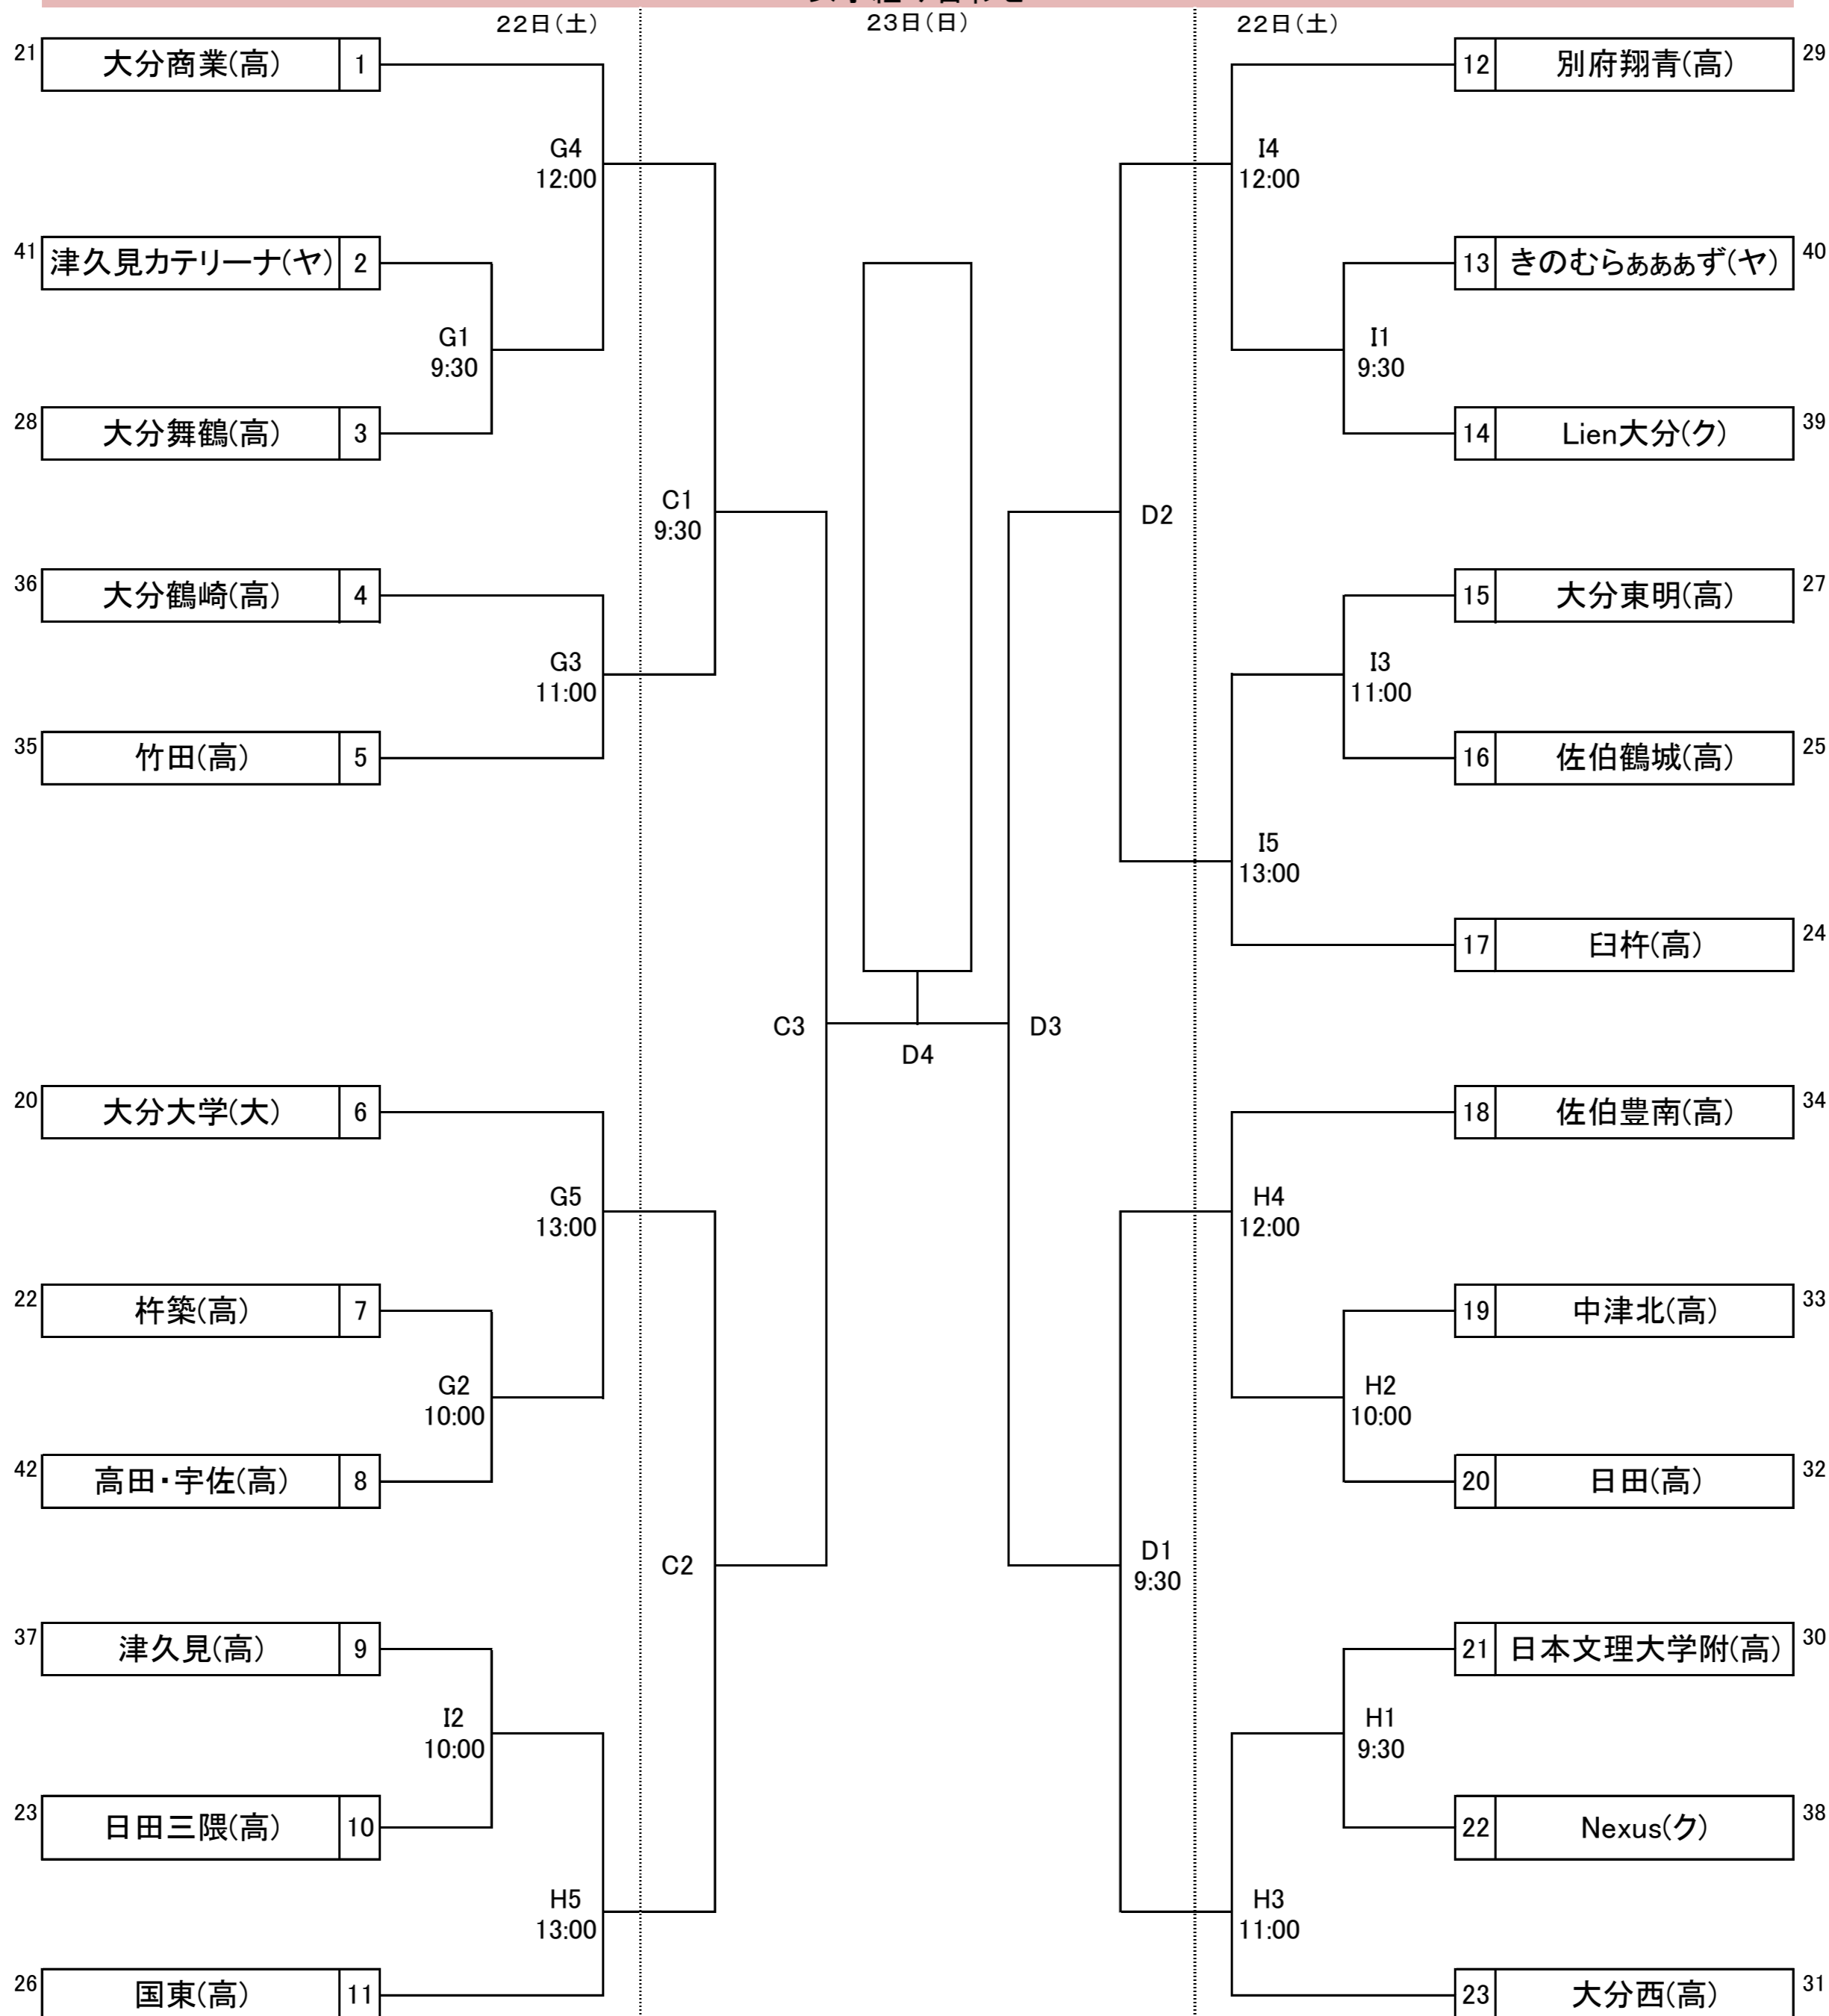 22日(土)
23日(日)
22日(土)
21 大分商業(高) 1
G4
12:00
41 津久見カテリーナ(ヤ) 2
G1
9:30
28 大分舞鶴(高) 3
C1
9:30
36 大分鶴崎(高) 4
G3
11:00
35 竹田(高) 5
20 大分大学(大) 6
G5
13:00
22 杵築(高) 7
G2
10:00
42 高田・宇佐(高) 8
C2
37 津久見(高) 9
I2
10:00
23 日田三隈(高) 10
H5
13:00
26 国東(高) 11
C3
D4
D3
12 別府翔青(高) 29
I4
12:00
13 きのむらぁぁぁず(ヤ) 40
I1
9:30
14 Lien大分(ク) 39
D2
15 大分東明(高) 27
I3
11:00
16 佐伯鶴城(高) 25
I5
13:00
17 臼杵(高) 24
18 佐伯豊南(高) 34
H4
12:00
19 中津北(高) 33
H2
10:00
20 日田(高) 32
D1
9:30
21 日本文理大学附(高) 30
H1
9:30
22 Nexus(ク) 38
H3
11:00
23 大分西(高) 31